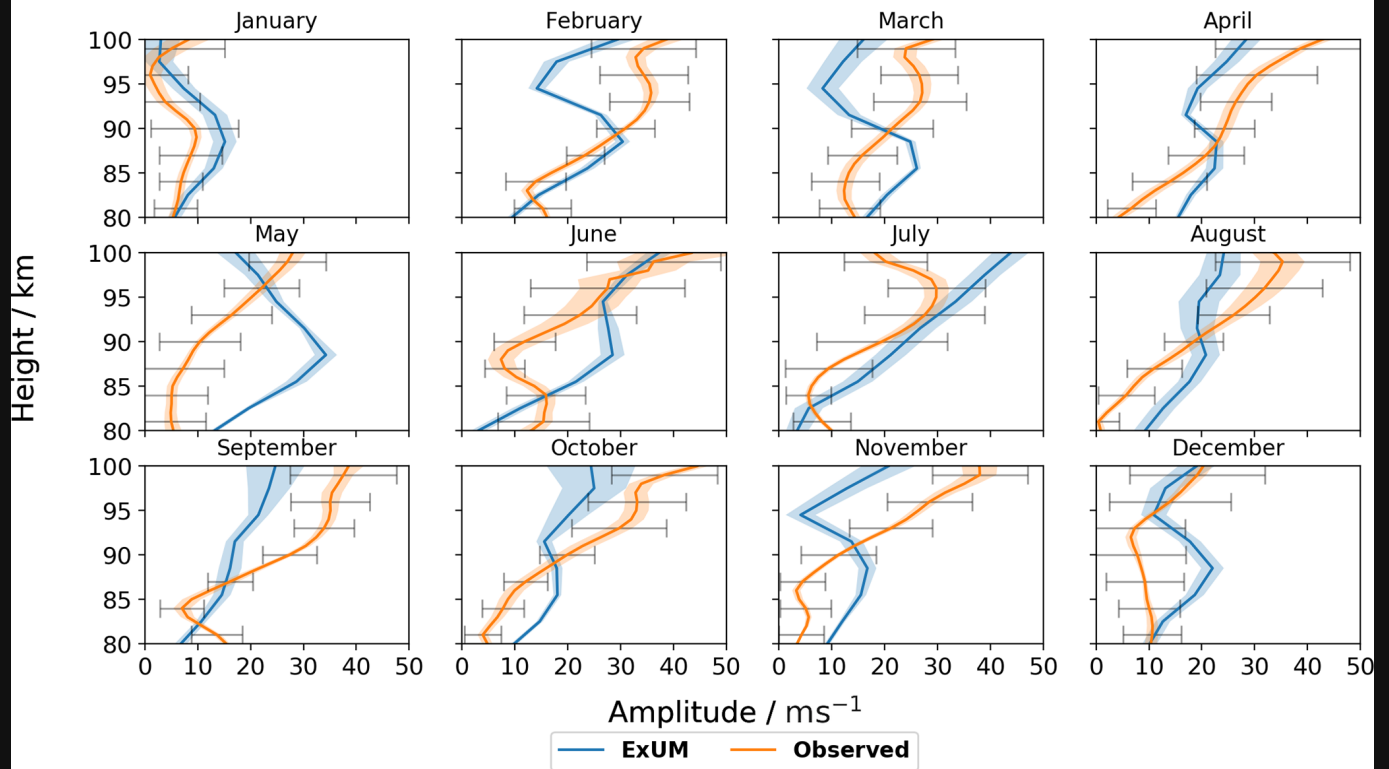 January February March April
100
95
90
85
80
May June July August
100
95
90
85
80
September October November December
100
95
90
85
80
0 10 20 30 40 50 0 10 20 30 40 50 0 10 20 30 40 50 0 10 20 30 40 50
Height / km
Amplitude / ms⁻¹
ExUM Observed